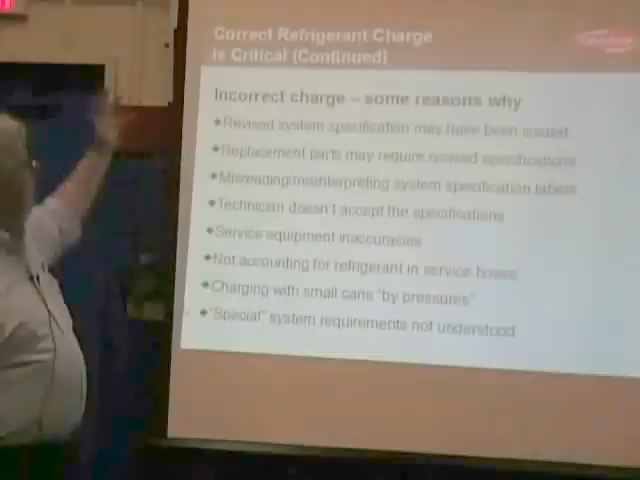 Correct Refrigerant Charge
is Critical (Continued)
Incorrect charge – some reasons why
Revised system specification may have been issued
Replacement parts may require revised specifications
Misreading/misinterpreting system specification labels
Technician doesn't accept the specifications
Service equipment inaccuracies
Not accounting for refrigerant in service hoses
Charging with small cans "by pressures"
"Special" system requirements not understood